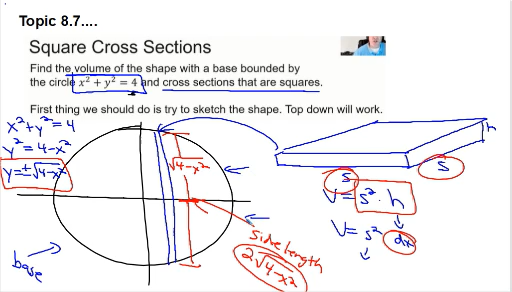 Topic 8.7....
Square Cross Sections
Find the volume of the shape with a base bounded by
the circle x² + y² = 4 and cross sections that are squares.
First thing we should do is try to sketch the shape. Top down will work.
x²+y²=4
y²=4-x²
y=±√4-x²
√4-x²
h
s
s
V=s²·h
V=s² dx
side length
2√4-x²
base